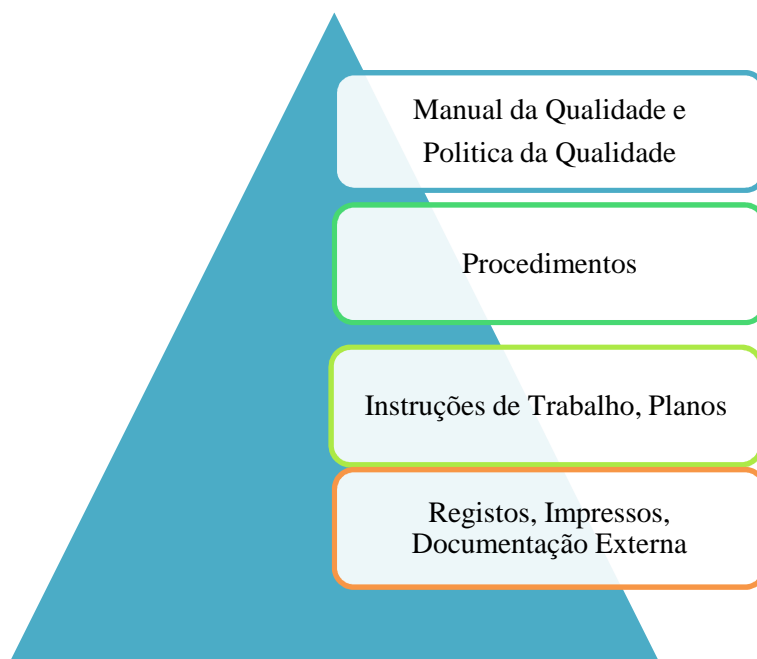 Manual da Qualidade e
Politica da Qualidade
Procedimentos
Instruções de Trabalho, Planos
Registos, Impressos,
Documentação Externa